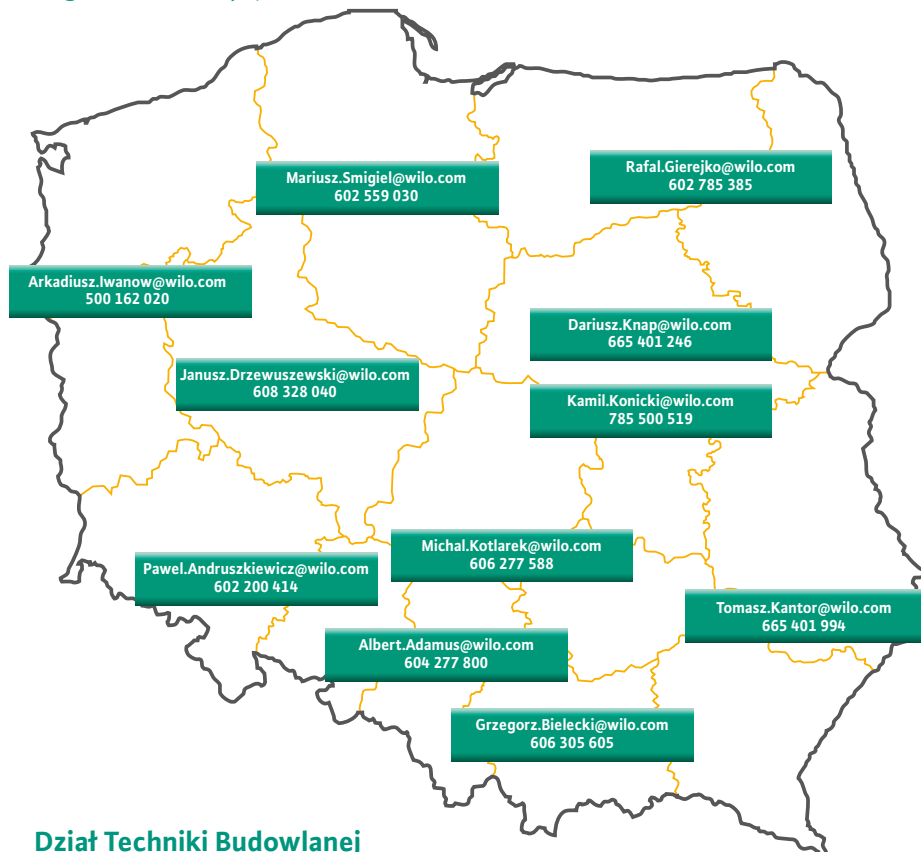 Mariusz.Smigiel@wilo.com
602 559 030
Rafal.Gierejko@wilo.com
602 785 385
Arkadiusz.Iwanow@wilo.com
500 162 020
Dariusz.Knap@wilo.com
665 401 246
Janusz.Drzewuszewski@wilo.com
608 328 040
Kamil.Konicki@wilo.com
785 500 519
Michal.Kotlarek@wilo.com
606 277 588
Pawel.Andruszkiewicz@wilo.com
602 200 414
Tomasz.Kantor@wilo.com
665 401 994
Albert.Adamus@wilo.com
604 277 800
Grzegorz.Bielecki@wilo.com
606 305 605
Dział Techniki Budowlanej